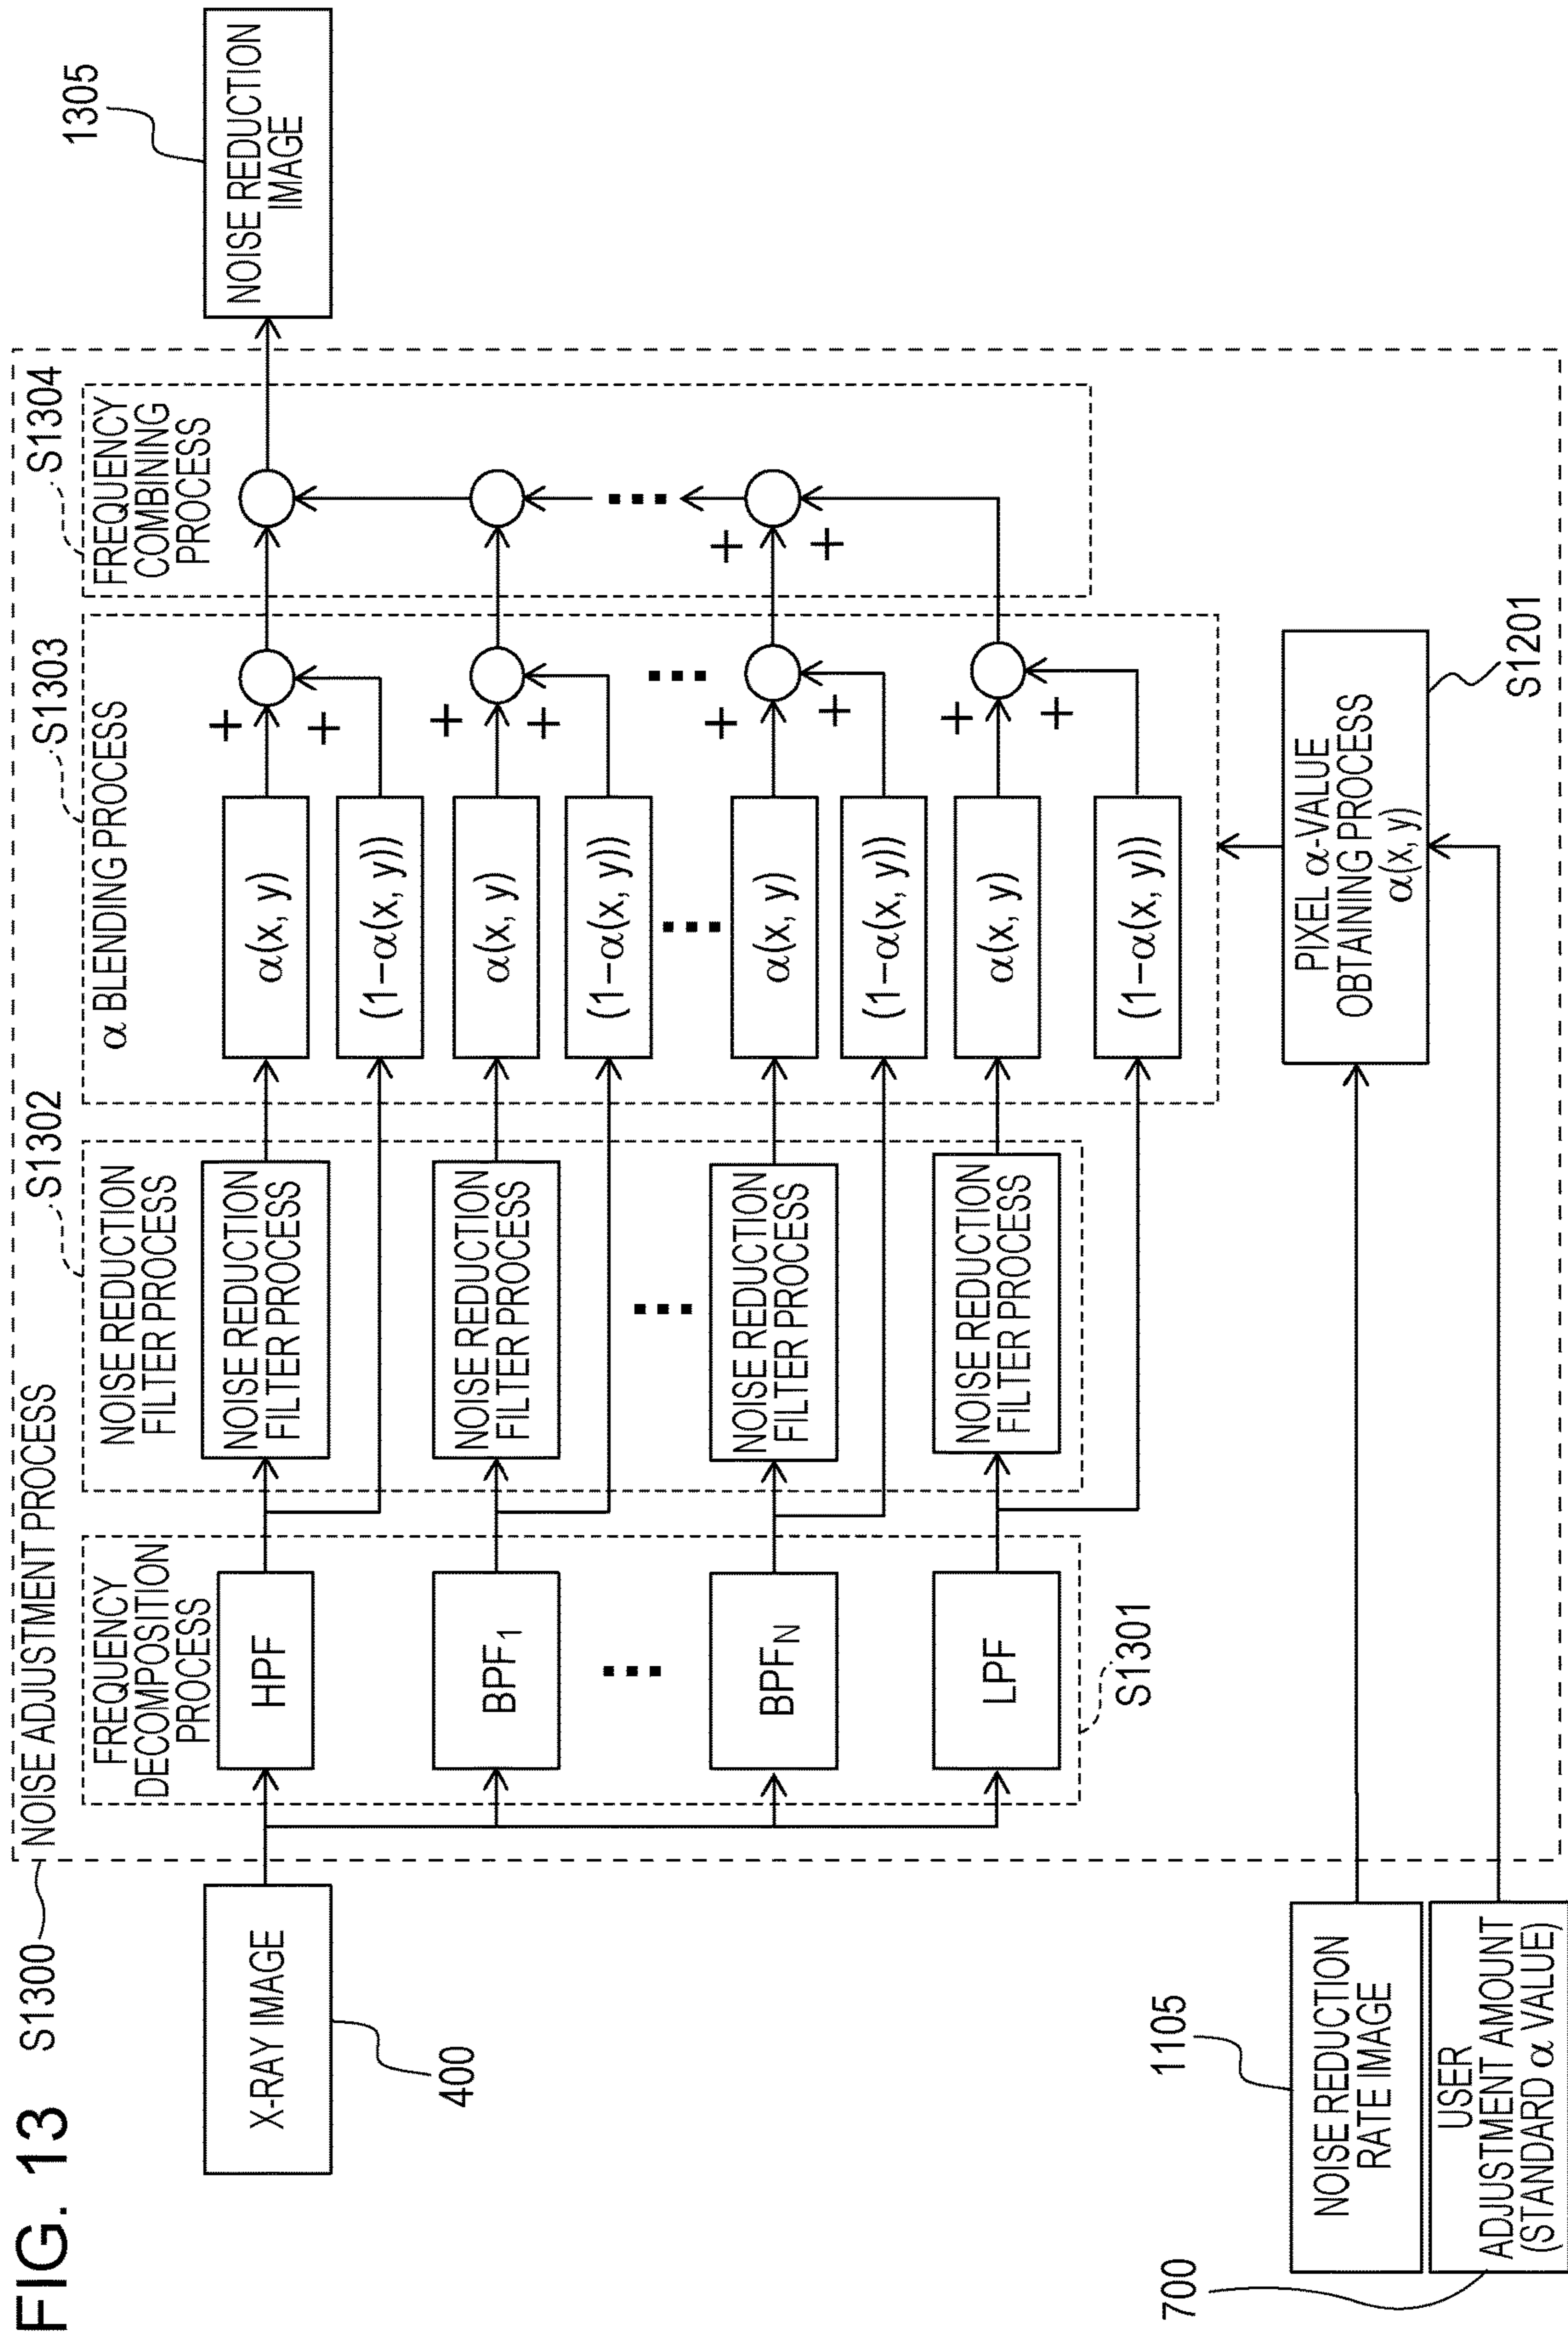 FIG. 13
S1300
NOISE ADJUSTMENT PROCESS
X-RAY IMAGE
400
FREQUENCY
DECOMPOSITION
PROCESS
HPF
BPF1
...
BPFN
LPF
S1301
S1302
NOISE REDUCTION
FILTER PROCESS
NOISE REDUCTION
FILTER PROCESS
NOISE REDUCTION
FILTER PROCESS
...
NOISE REDUCTION
FILTER PROCESS
NOISE REDUCTION
FILTER PROCESS
S1303
α BLENDING PROCESS
α(x, y)
(1−α(x, y))
α(x, y)
(1−α(x, y))
...
α(x, y)
(1−α(x, y))
α(x, y)
(1−α(x, y))
+
+
+
+
...
+
+
+
+
S1304
FREQUENCY
COMBINING
PROCESS
...
+
+
1305
NOISE REDUCTION
IMAGE
1105
NOISE REDUCTION
RATE IMAGE
700
USER
ADJUSTMENT AMOUNT
(STANDARD α VALUE)
PIXEL α-VALUE
OBTAINING PROCESS
α(x, y)
S1201